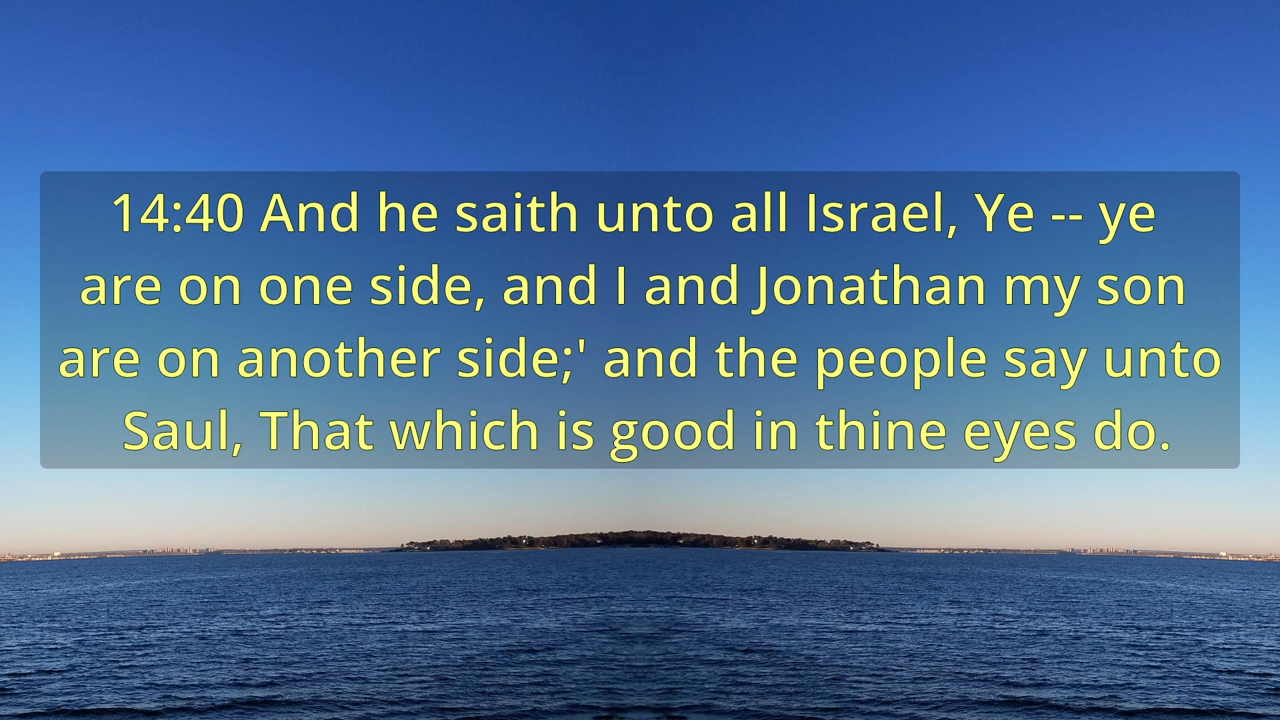 14:40 And he saith unto all Israel, Ye -- ye
are on one side, and I and Jonathan my son
are on another side;' and the people say unto
Saul, That which is good in thine eyes do.